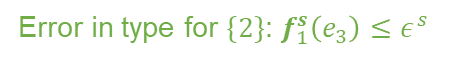 Error in type for {2}: 𝒇₁ˢ(e₃) ≤ ϵˢ